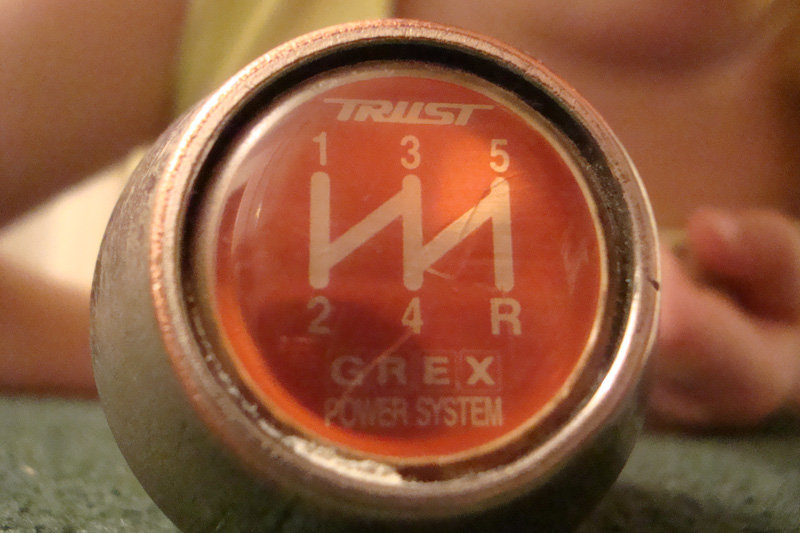 TRUST
1 3 5
2 4 R
GREX
POWER SYSTEM